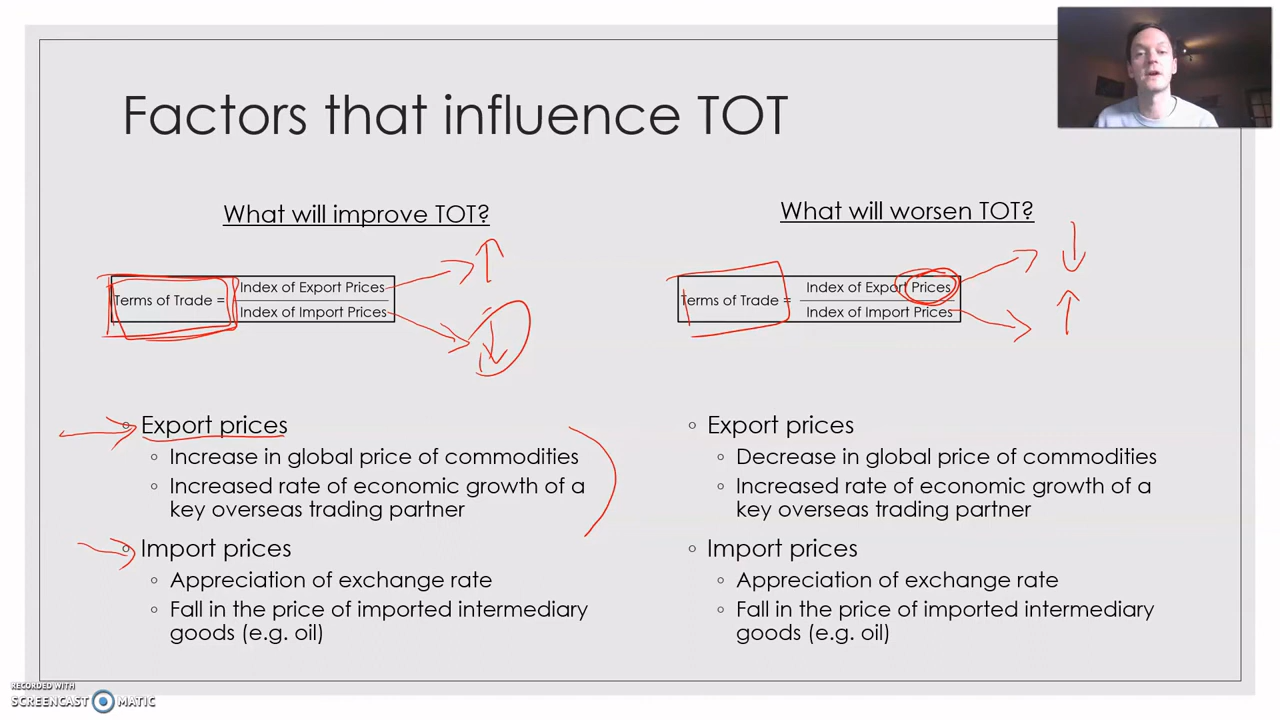 Factors that influence TOT
What will improve TOT?
Terms of Trade =
Index of Export Prices
Index of Import Prices
Export prices
Increase in global price of commodities
Increased rate of economic growth of a
key overseas trading partner
Import prices
Appreciation of exchange rate
Fall in the price of imported intermediary
goods (e.g. oil)
What will worsen TOT?
Terms of Trade =
Index of Export Prices
Index of Import Prices
Export prices
Decrease in global price of commodities
Increased rate of economic growth of a
key overseas trading partner
Import prices
Appreciation of exchange rate
Fall in the price of imported intermediary
goods (e.g. oil)
RECORDED WITH
SCREENCAST MATIC